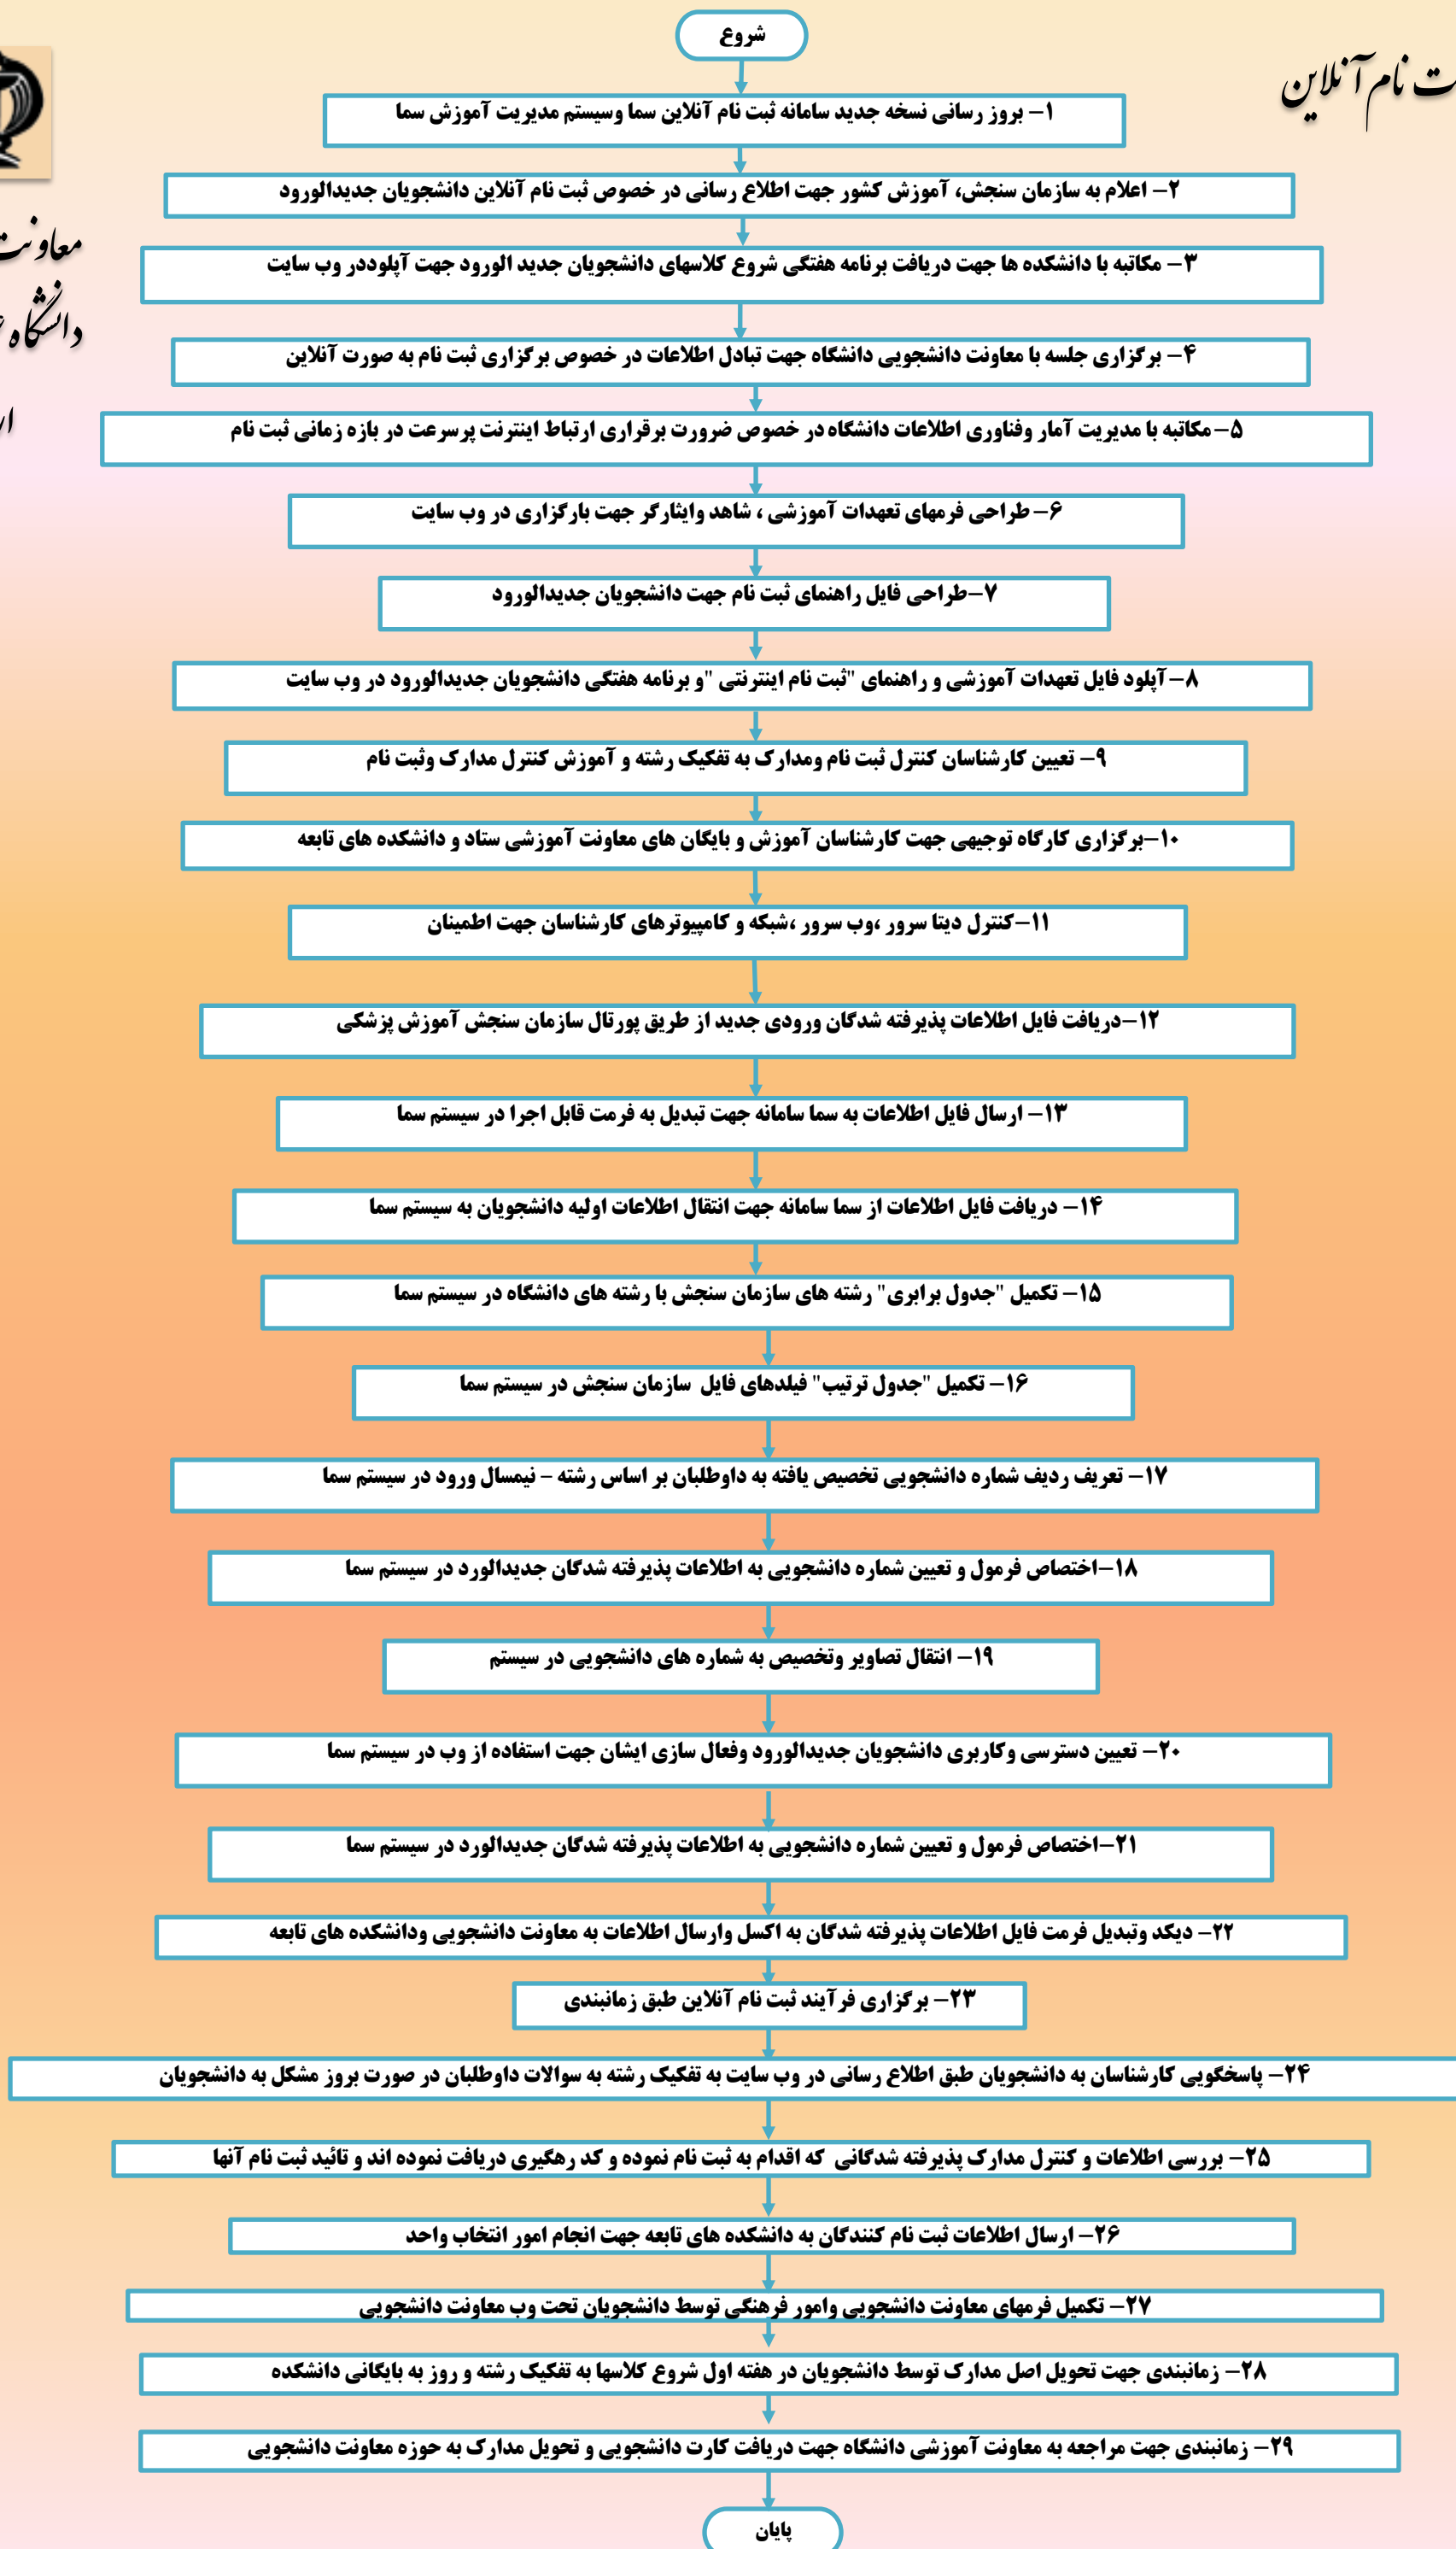 شروع
ت نام آنلاین
۱- بروز رسانی نسخه جدید سامانه ثبت نام آنلاین سما وسیستم مدیریت آموزش سما
۲- اعلام به سازمان سنجش، آموزش کشور جهت اطلاع رسانی در خصوص ثبت نام آنلاین دانشجویان جدیدالورود
معاونت
۳- مکاتبه با دانشکده ها جهت دریافت برنامه هفتگی شروع کلاسهای دانشجویان جدید الورود جهت آپلوددر وب سایت
دانشگاه
۴- برگزاری جلسه با معاونت دانشجویی دانشگاه جهت تبادل اطلاعات در خصوص برگزاری ثبت نام به صورت آنلاین
۵-مکاتبه با مدیریت آمار وفناوری اطلاعات دانشگاه در خصوص ضرورت برقراری ارتباط اینترنت پرسرعت در بازه زمانی ثبت نام
۶- طراحی فرمهای تعهدات آموزشی ، شاهد وایثارگر جهت بارگزاری در وب سایت
۷-طراحی فایل راهنمای ثبت نام جهت دانشجویان جدیدالورود
۸-آپلود فایل تعهدات آموزشی و راهنمای "ثبت نام اینترنتی "و برنامه هفتگی دانشجویان جدیدالورود در وب سایت
۹- تعیین کارشناسان کنترل ثبت نام ومدارک به تفکیک رشته و آموزش کنترل مدارک وثبت نام
۱۰-برگزاری کارگاه توجیهی جهت کارشناسان آموزش و بایگان های معاونت آموزشی ستاد و دانشکده های تابعه
۱۱-کنترل دیتا سرور ،وب سرور ،شبکه و کامپیوترهای کارشناسان جهت اطمینان
۱۲-دریافت فایل اطلاعات پذیرفته شدگان ورودی جدید از طریق پورتال سازمان سنجش آموزش پزشکی
۱۳- ارسال فایل اطلاعات به سما سامانه جهت تبدیل به فرمت قابل اجرا در سیستم سما
۱۴- دریافت فایل اطلاعات از سما سامانه جهت انتقال اطلاعات اولیه دانشجویان به سیستم سما
۱۵- تکمیل "جدول برابری" رشته های سازمان سنجش با رشته های دانشگاه در سیستم سما
۱۶- تکمیل "جدول ترتیب" فیلدهای فایل سازمان سنجش در سیستم سما
۱۷- تعریف ردیف شماره دانشجویی تخصیص یافته به داوطلبان بر اساس رشته - نیمسال ورود در سیستم سما
۱۸-اختصاص فرمول و تعیین شماره دانشجویی به اطلاعات پذیرفته شدگان جدیدالورد در سیستم سما
۱۹- انتقال تصاویر وتخصیص به شماره های دانشجویی در سیستم
۲۰- تعیین دسترسی وکاربری دانشجویان جدیدالورود وفعال سازی ایشان جهت استفاده از وب در سیستم سما
۲۱-اختصاص فرمول و تعیین شماره دانشجویی به اطلاعات پذیرفته شدگان جدیدالورد در سیستم سما
۲۲- دیکد وتبدیل فرمت فایل اطلاعات پذیرفته شدگان به اکسل وارسال اطلاعات به معاونت دانشجویی ودانشکده های تابعه
۲۳- برگزاری فرآیند ثبت نام آنلاین طبق زمانبندی
۲۴- پاسخگویی کارشناسان به دانشجویان طبق اطلاع رسانی در وب سایت به تفکیک رشته به سوالات داوطلبان در صورت بروز مشکل به دانشجویان
۲۵- بررسی اطلاعات و کنترل مدارک پذیرفته شدگانی که اقدام به ثبت نام نموده و کد رهگیری دریافت نموده اند و تائید ثبت نام آنها
۲۶- ارسال اطلاعات ثبت نام کنندگان به دانشکده های تابعه جهت انجام امور انتخاب واحد
۲۷- تکمیل فرمهای معاونت دانشجویی وامور فرهنگی توسط دانشجویان تحت وب معاونت دانشجویی
۲۸- زمانبندی جهت تحویل اصل مدارک توسط دانشجویان در هفته اول شروع کلاسها به تفکیک رشته و روز به بایگانی دانشکده
۲۹- زمانبندی جهت مراجعه به معاونت آموزشی دانشگاه جهت دریافت کارت دانشجویی و تحویل مدارک به حوزه معاونت دانشجویی
پایان